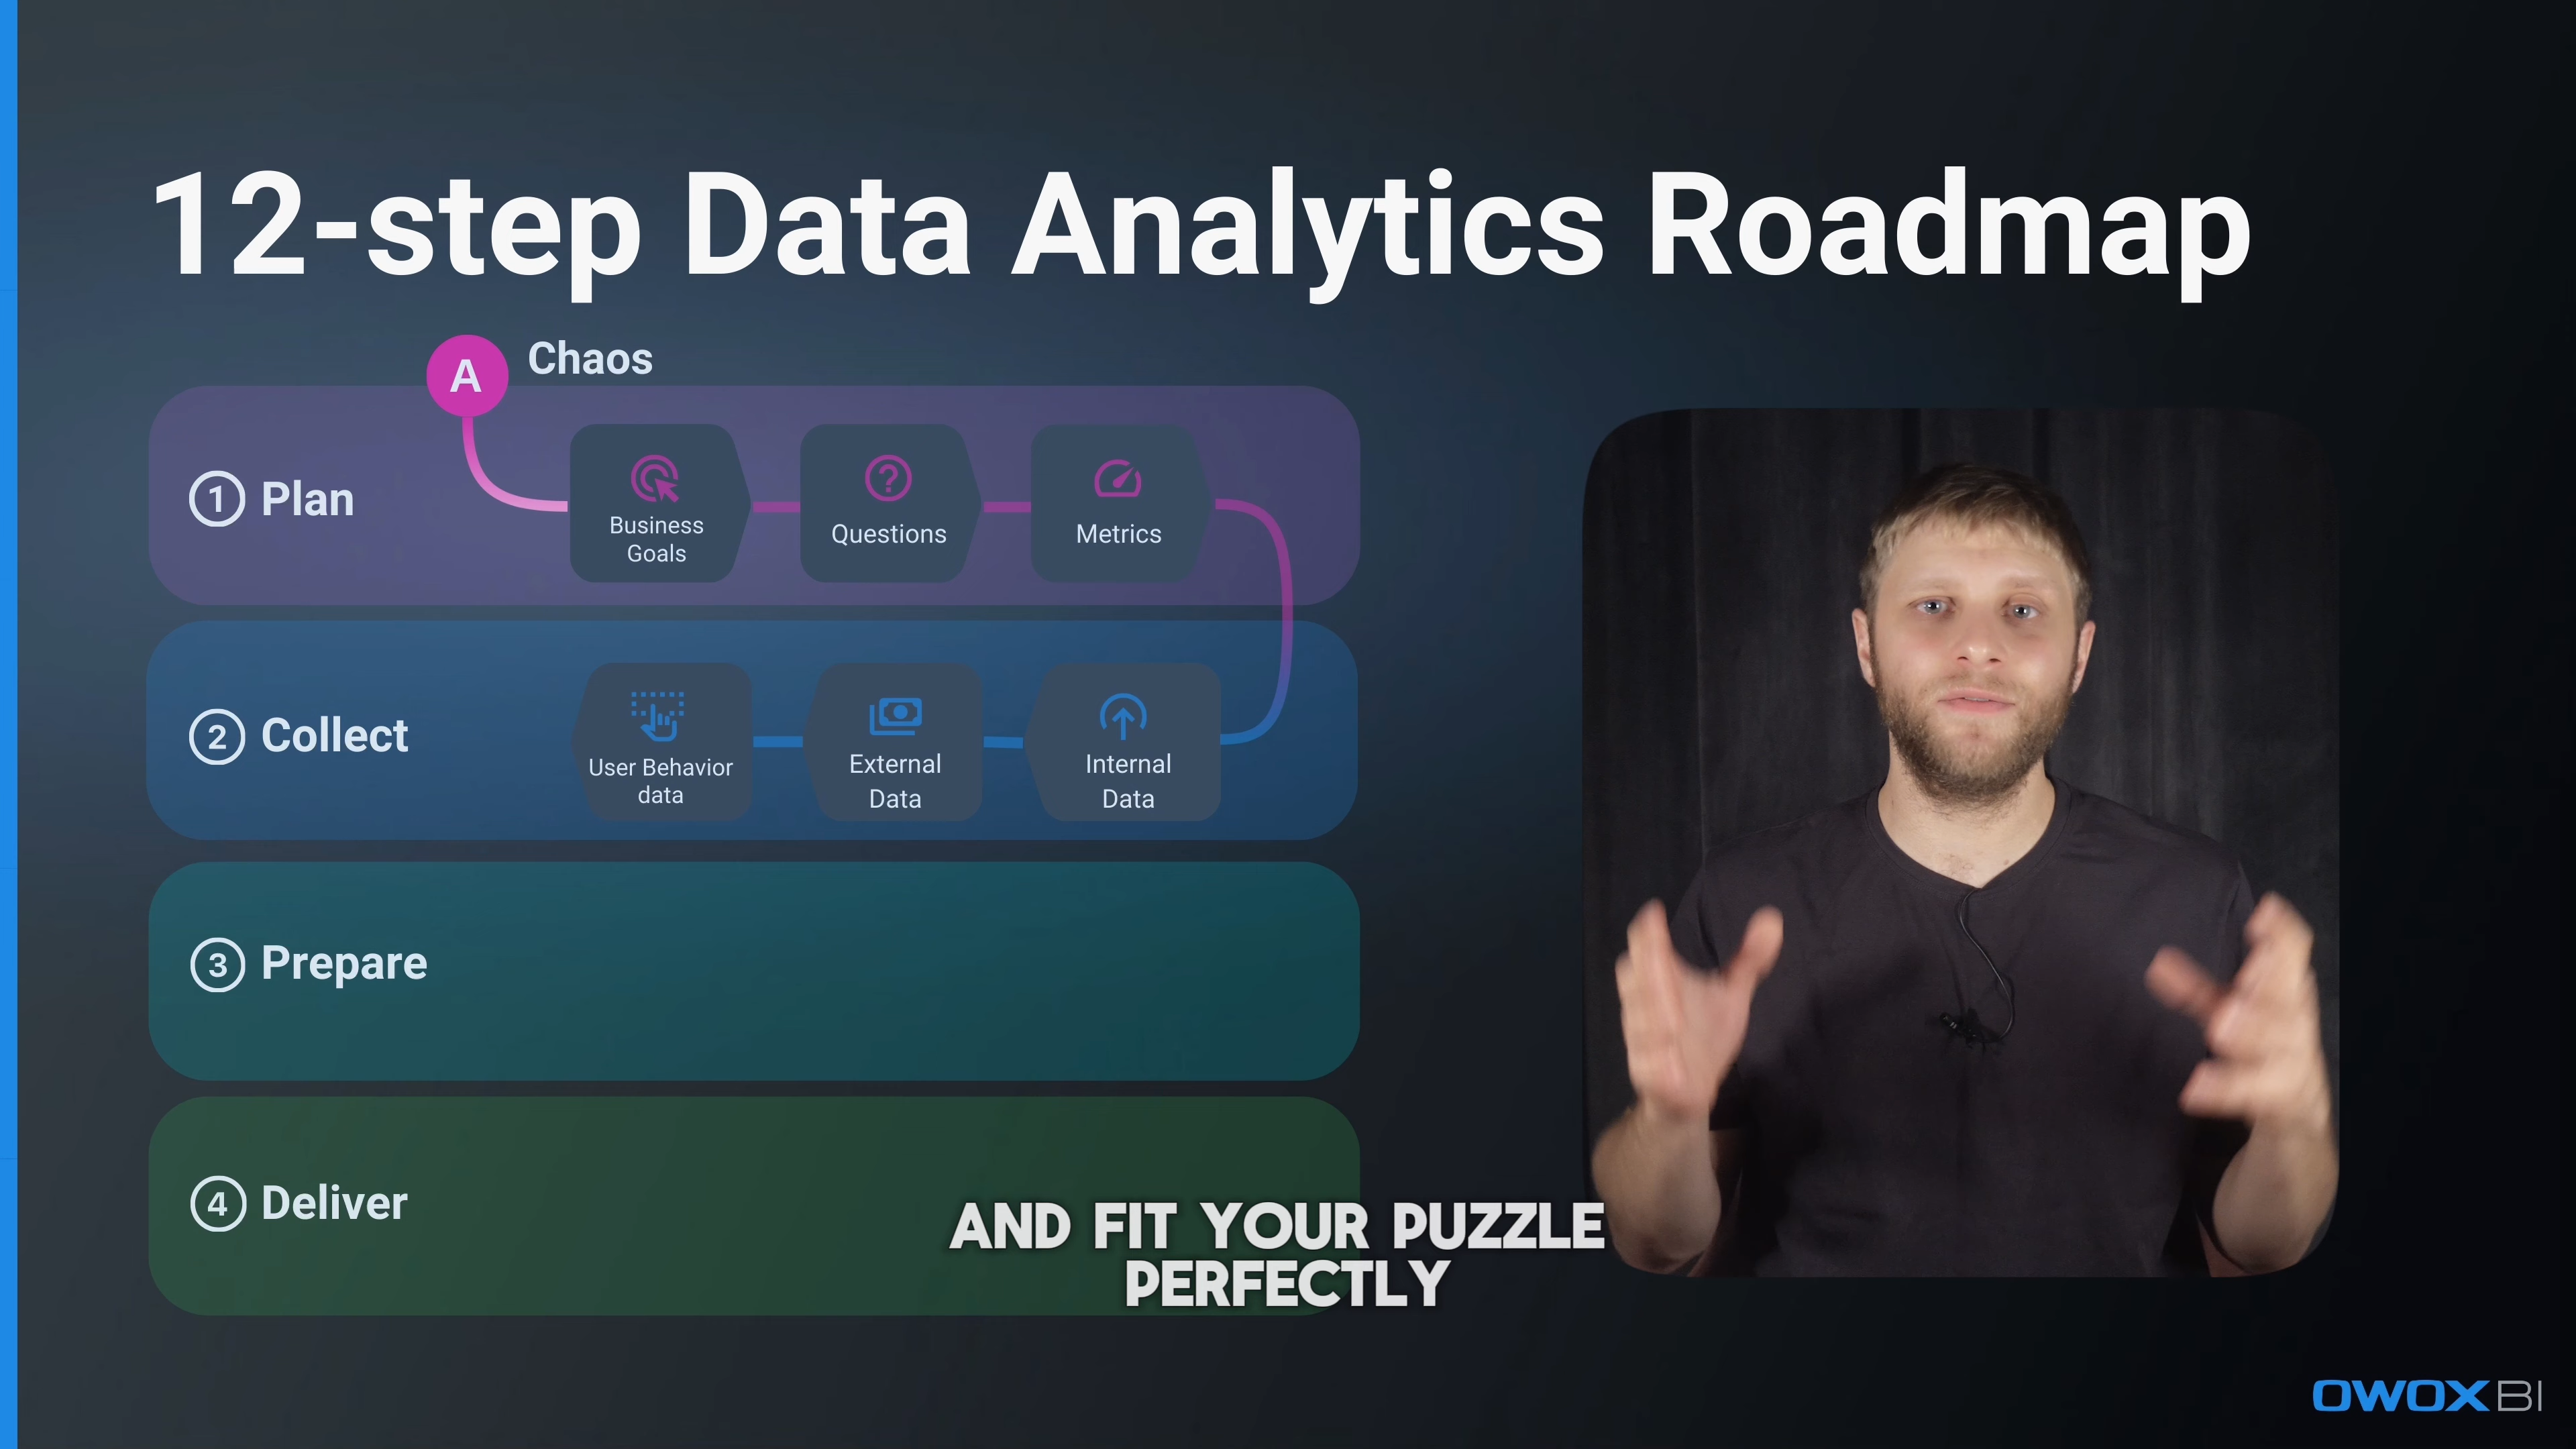 12-step Data Analytics Roadmap
A
Chaos
1 Plan
Business
Goals
Questions
Metrics
2 Collect
User Behavior
data
External
Data
Internal
Data
3 Prepare
4 Deliver
AND FIT YOUR PUZZLE
PERFECTLY
OWOX BI